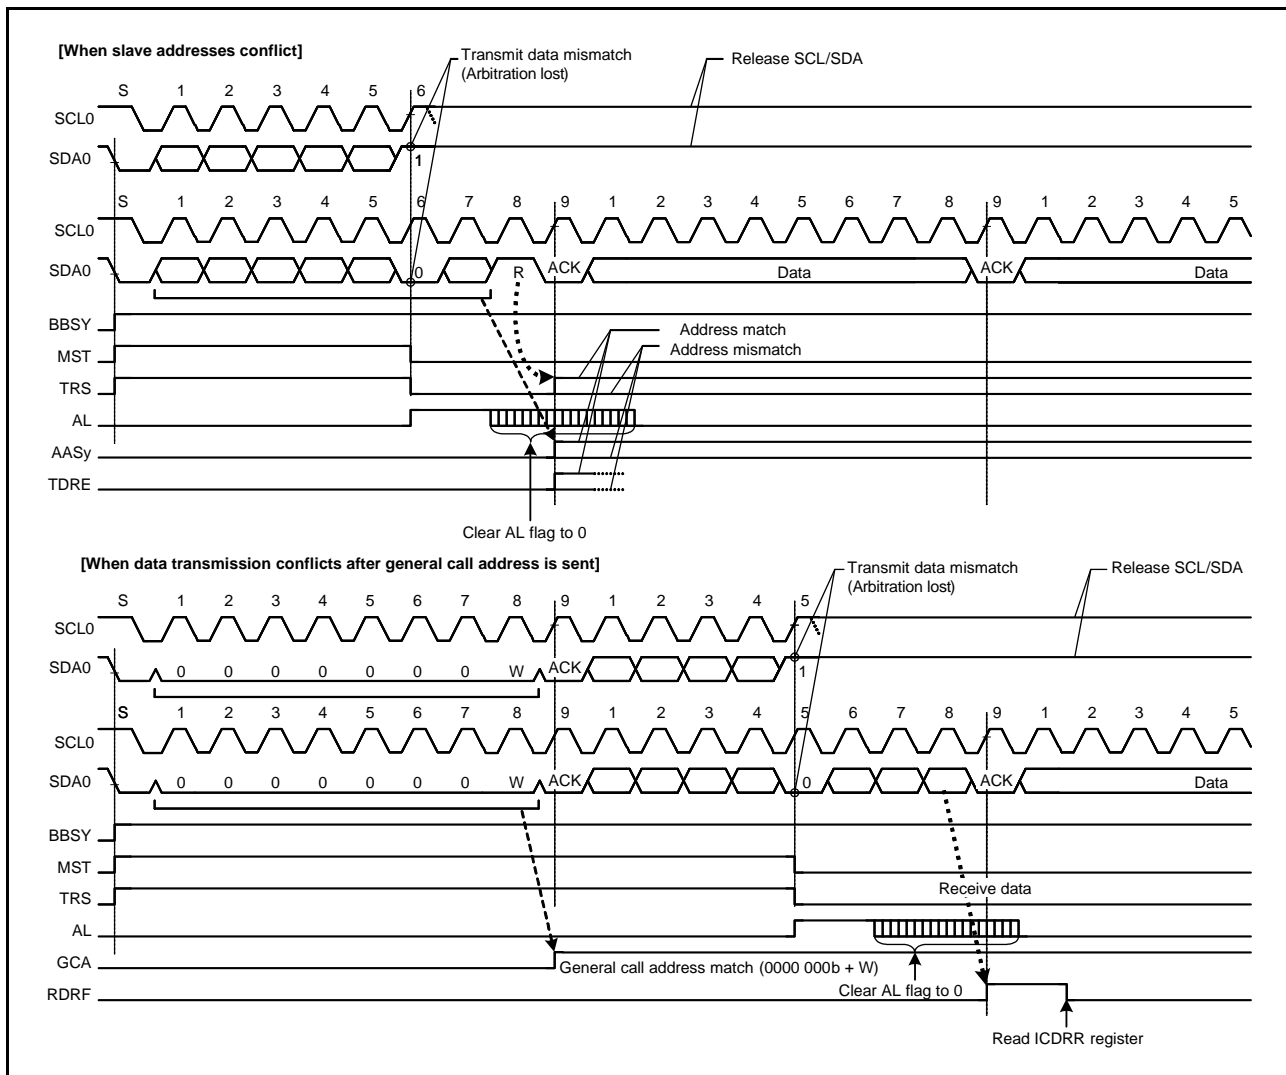 [When slave addresses conflict]
Transmit data mismatch
(Arbitration lost)
Release SCL/SDA
S 1 2 3 4 5 6
SCL0
SDA0 1
S 1 2 3 4 5 6 7 8 9 1 2 3 4 5 6 7 8 9 1 2 3 4 5
SCL0
SDA0 0 R ACK Data ACK Data
BBSY
Address match
MST
Address mismatch
TRS
AL
AASy
TDRE
Clear AL flag to 0
[When data transmission conflicts after general call address is sent]
Transmit data mismatch
(Arbitration lost)
Release SCL/SDA
S 1 2 3 4 5 6 7 8 9 1 2 3 4 5
SCL0
SDA0 0 0 0 0 0 0 0 W ACK 1
S 1 2 3 4 5 6 7 8 9 1 2 3 4 5 6 7 8 9 1 2 3 4 5
SCL0
SDA0 0 0 0 0 0 0 0 W ACK 0 ACK Data
BBSY
MST
TRS
Receive data
AL
GCA
General call address match (0000 000b + W)
Clear AL flag to 0
RDRF
Read ICDRR register